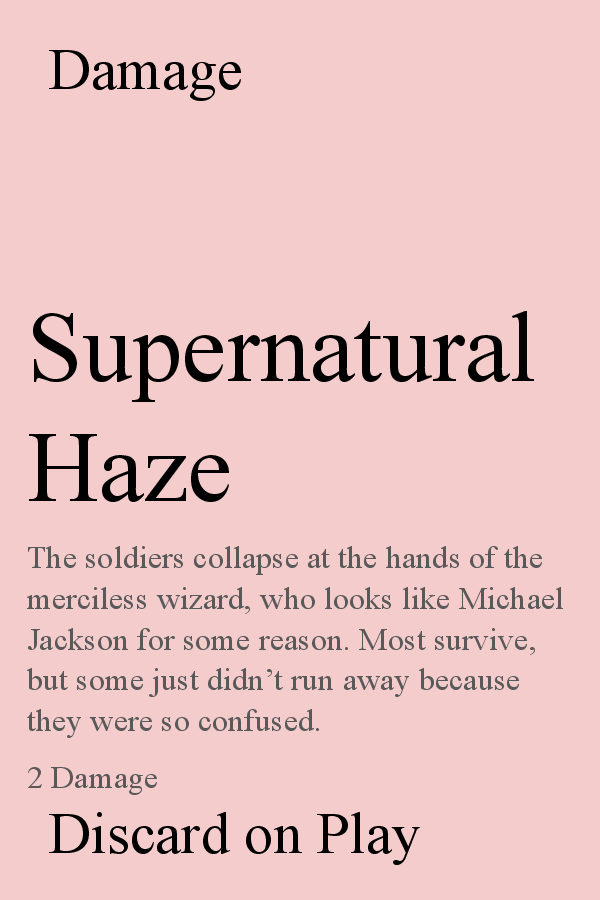 Damage
Supernatural
Haze
The soldiers collapse at the hands of the
merciless wizard, who looks like Michael
Jackson for some reason. Most survive,
but some just didn’t run away because
they were so confused.
2 Damage
Discard on Play